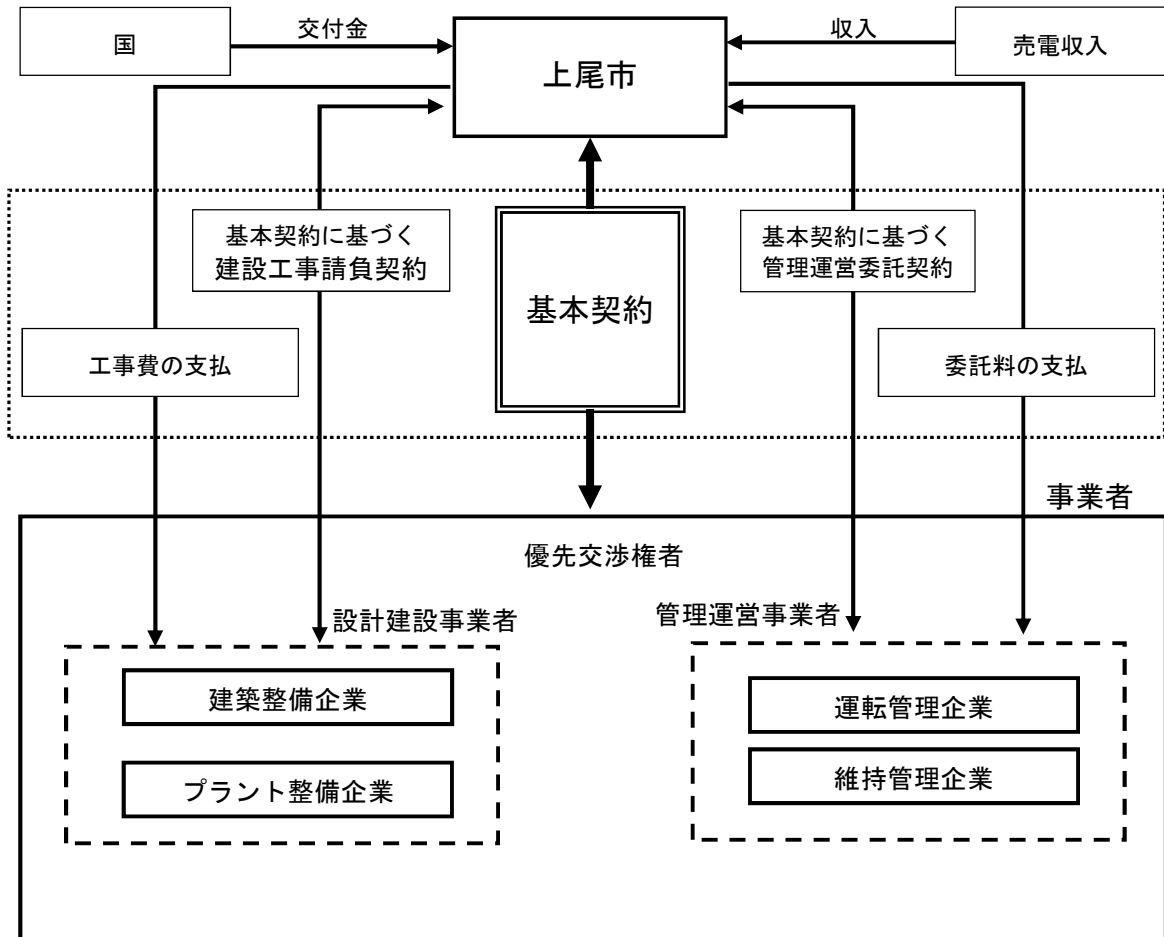 国
交付金
上尾市
収入
売電収入
基本契約に基づく
建設工事請負契約
基本契約
基本契約に基づく
管理運営委託契約
工事費の支払
委託料の支払
事業者
優先交渉権者
設計建設事業者
管理運営事業者
建築整備企業
プラント整備企業
運転管理企業
維持管理企業